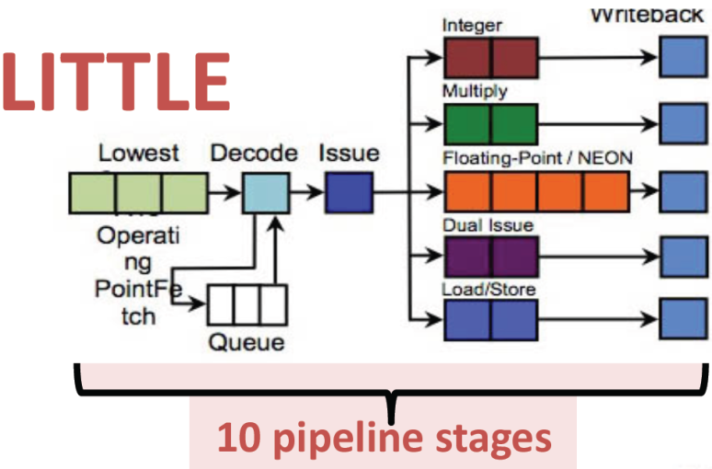 Writeback
Integer
LITTLE
Multiply
Lowest
Decode
Issue
Floating-Point / NEON
Operati
ng
PointFe
tch
Dual Issue
Load/Store
Queue
10 pipeline stages